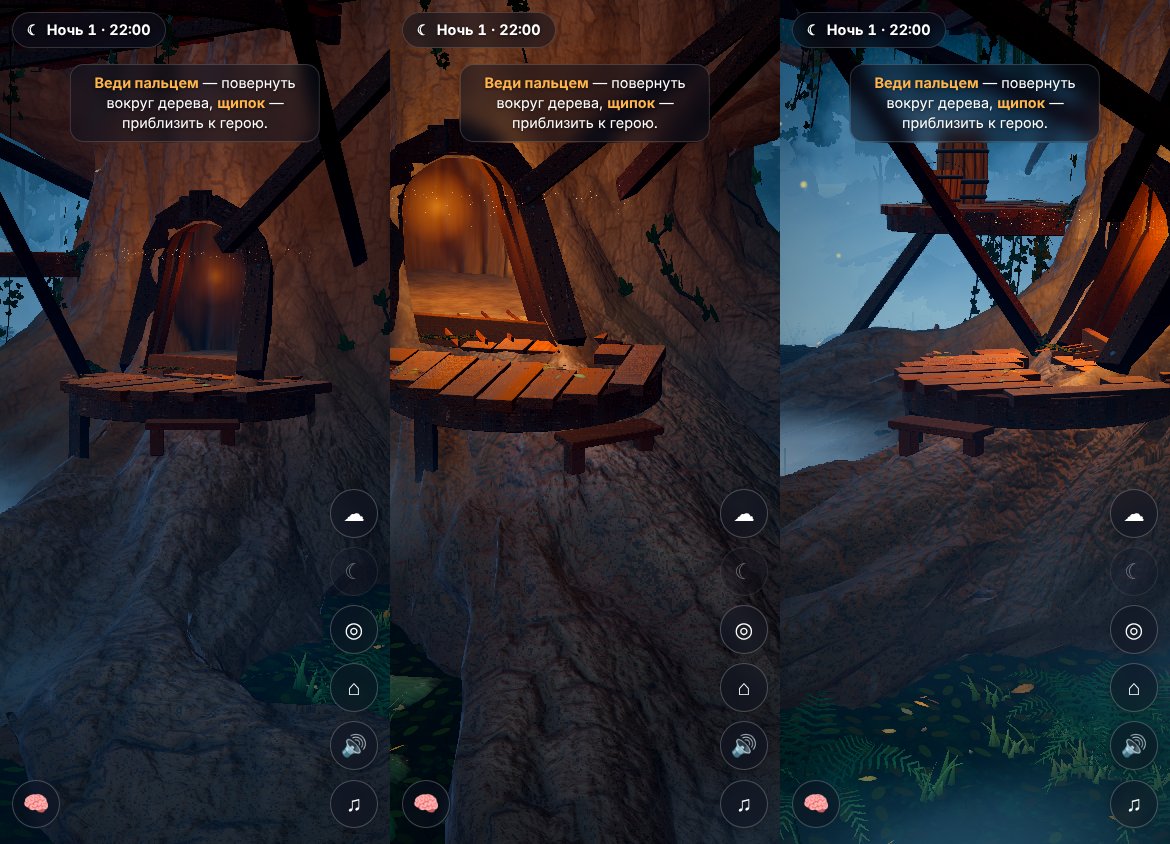 ☾ Ночь 1 · 22:00
Веди пальцем — повернуть
вокруг дерева, щипок —
приблизить к герою.
☾ Ночь 1 · 22:00
Веди пальцем — повернуть
вокруг дерева, щипок —
приблизить к герою.
☾ Ночь 1 · 22:00
Веди пальцем — повернуть
вокруг дерева, щипок —
приблизить к герою.